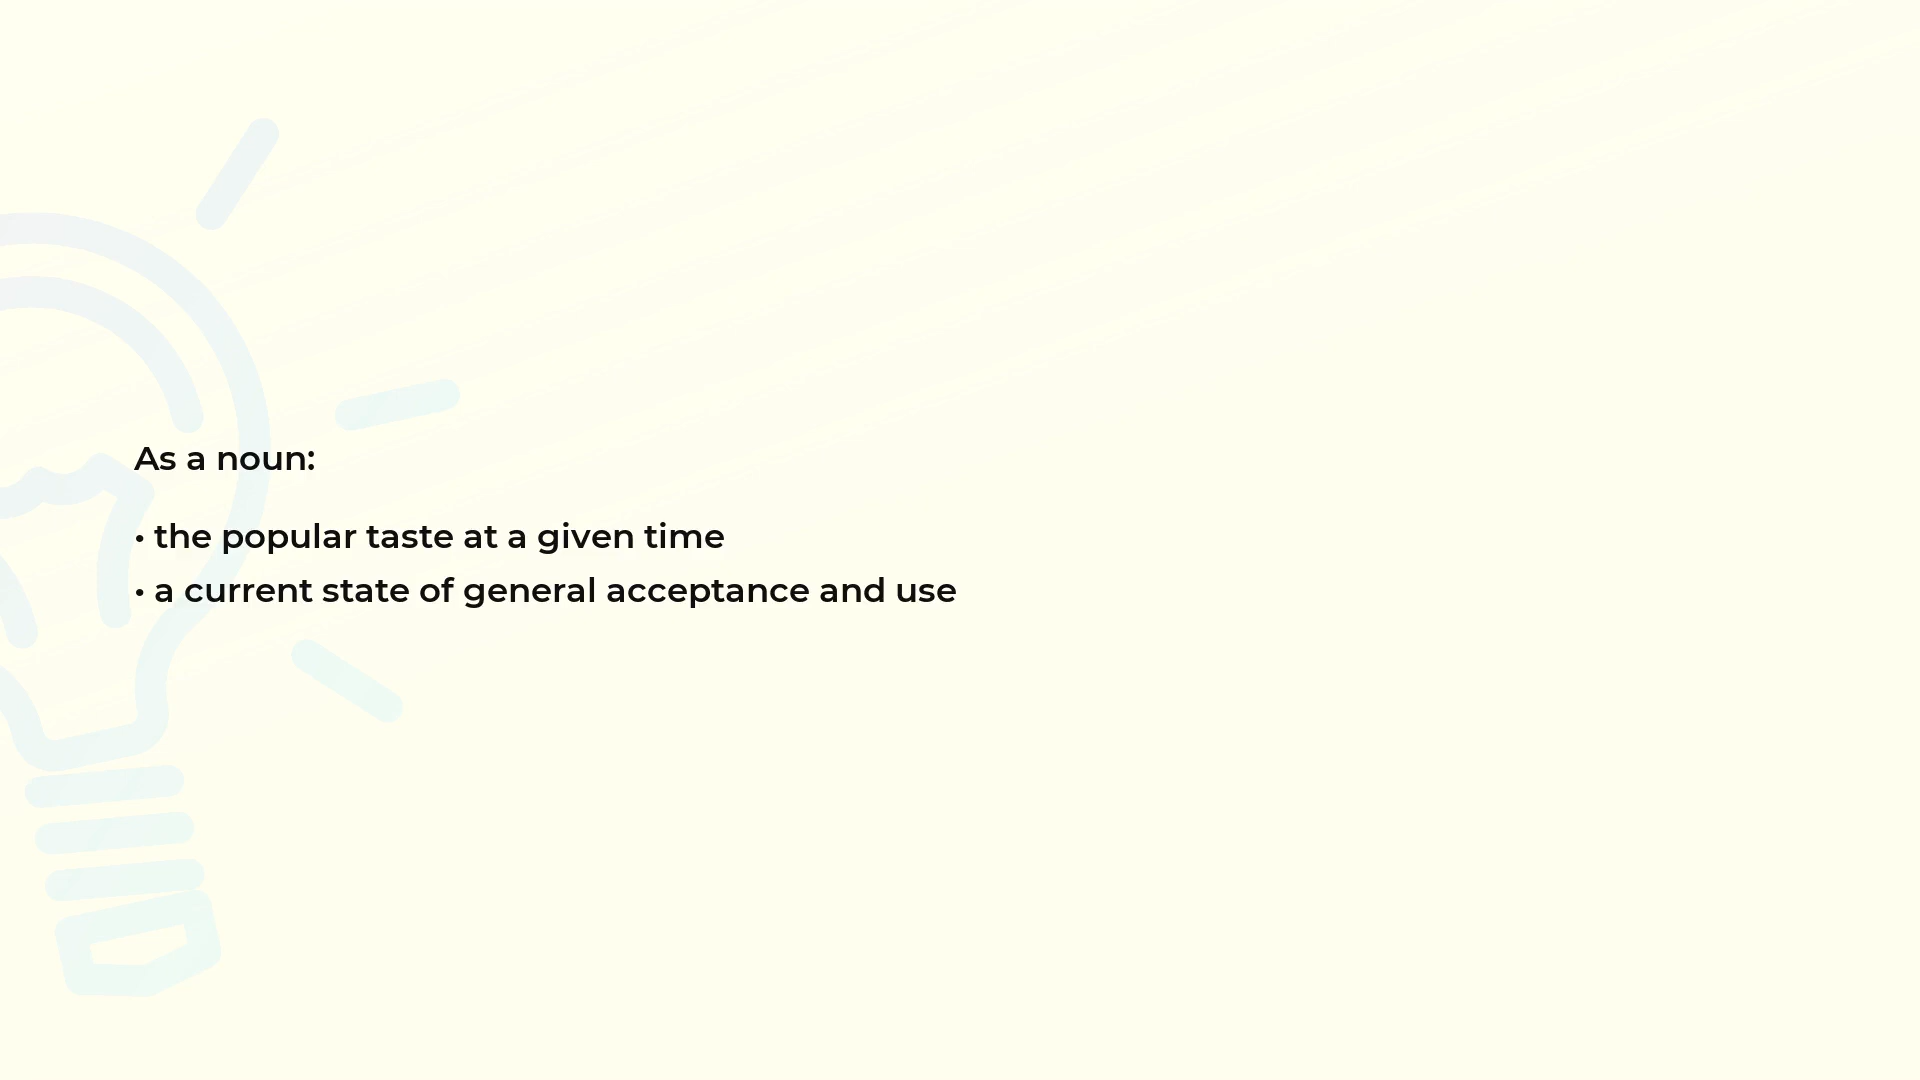 As a noun:
• the popular taste at a given time
• a current state of general acceptance and use